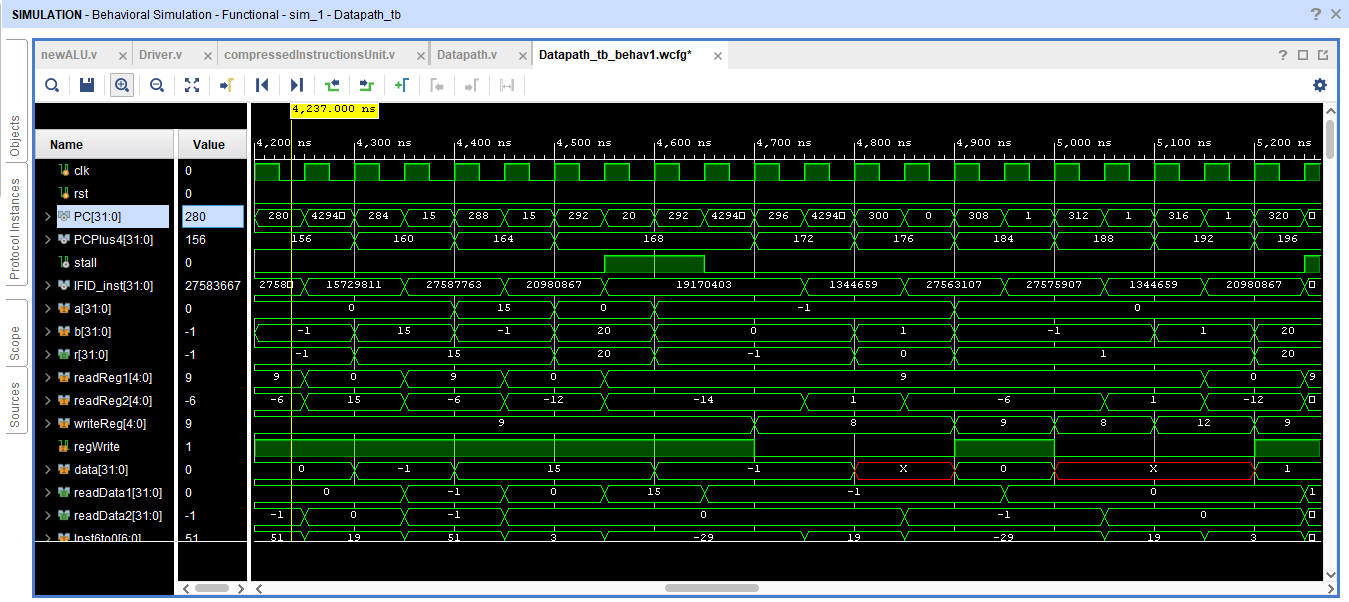 SIMULATION - Behavioral Simulation - Functional - sim_1 - Datapath_tb
newALU.v Driver.v compressedInstructionsUnit.v Datapath.v Datapath_tb_behav1.wcfg*
Objects
Protocol Instances
Scope
Sources
4,237.000 ns
Name Value 4,200 ns 4,300 ns 4,400 ns 4,500 ns 4,600 ns 4,700 ns 4,800 ns 4,900 ns 5,000 ns 5,100 ns 5,200 ns
clk 0
rst 0
PC[31:0] 280 280 4294 284 15 288 15 292 20 292 4294 296 4294 300 0 308 1 312 1 316 1 320
PCPlus4[31:0] 156 156 160 164 168 172 176 184 188 192 196
stall 0
IFID_inst[31:0] 27583667 2758 15729811 27587763 20980867 19170403 1344659 27563107 27575907 1344659 20980867
a[31:0] 0 0 15 0 -1 0
b[31:0] -1 -1 15 -1 20 0 1 -1 1 20
r[31:0] -1 -1 15 20 -1 0 1 20
readReg1[4:0] 9 9 0 9 0 9 0 9
readReg2[4:0] -6 -6 15 -6 -12 -14 1 -6 1 -12
writeReg[4:0] 9 9 8 9 8 12 9
regWrite 1
data[31:0] 0 0 -1 15 -1 X 0 X 1
readData1[31:0] 0 0 -1 0 15 -1 0 1
readData2[31:0] -1 -1 0 -1 0 -1 0
Inst6to0[6:0] 51 51 19 51 3 -29 19 -29 19 3